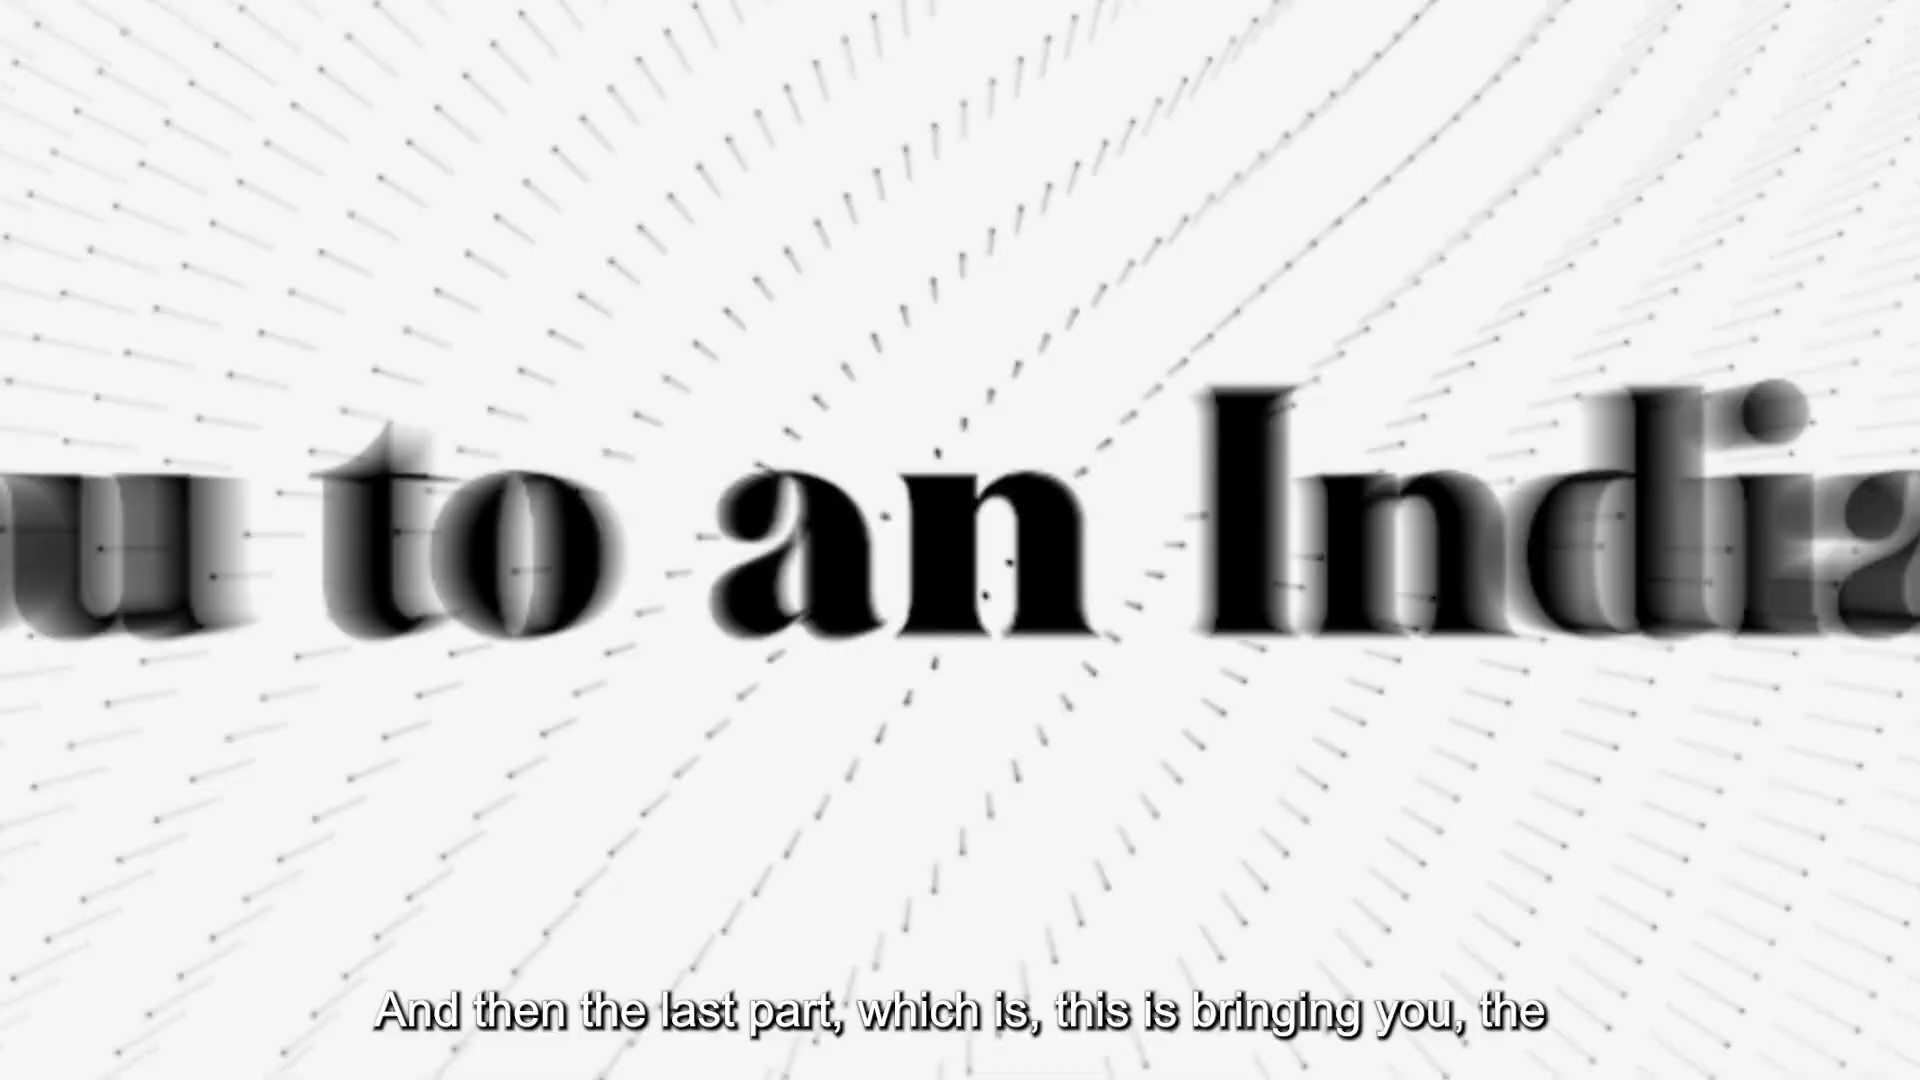 to an India
And then the last part, which is, this is bringing you, the